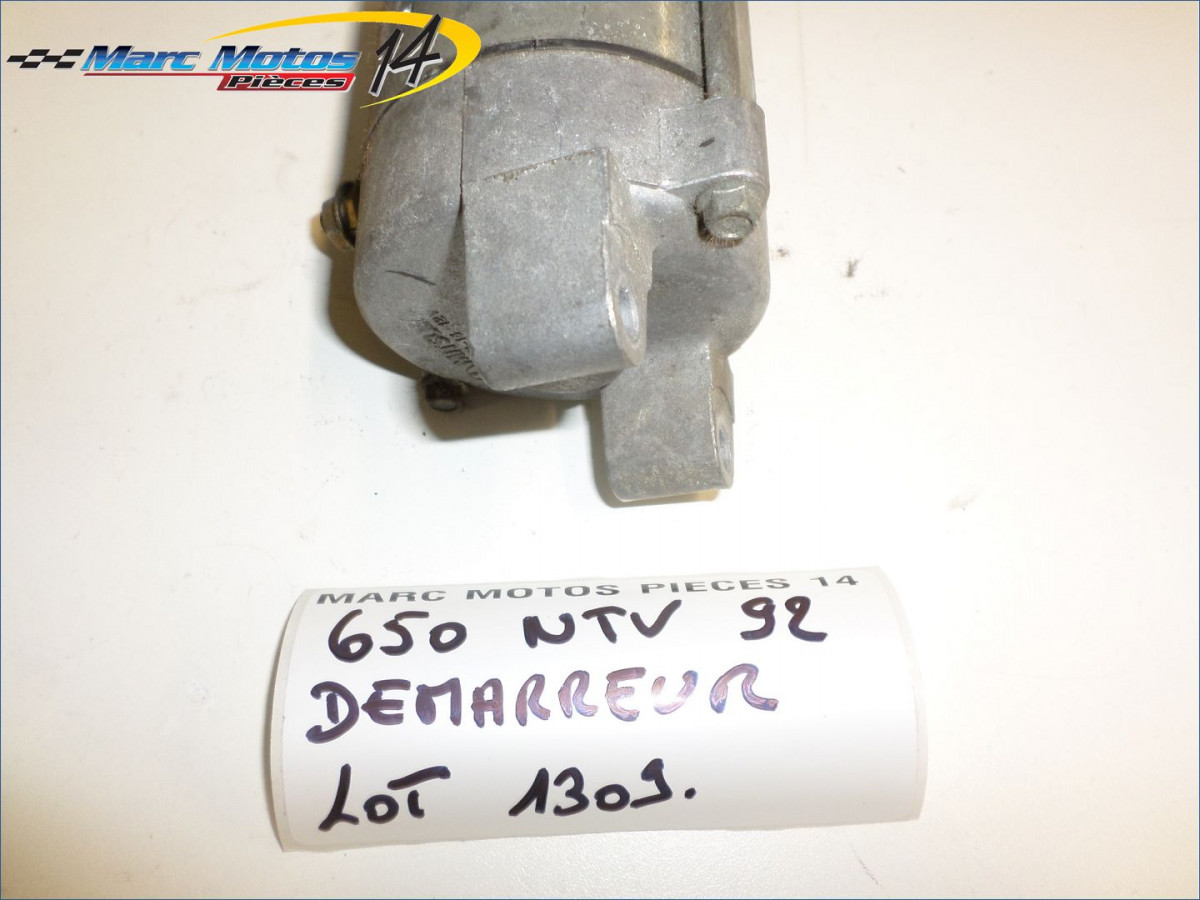 Marc Motos 14
Pièces
MARC MOTOS PIECES 14
650 NTV 92
DEMARREUR
LOT 1309.